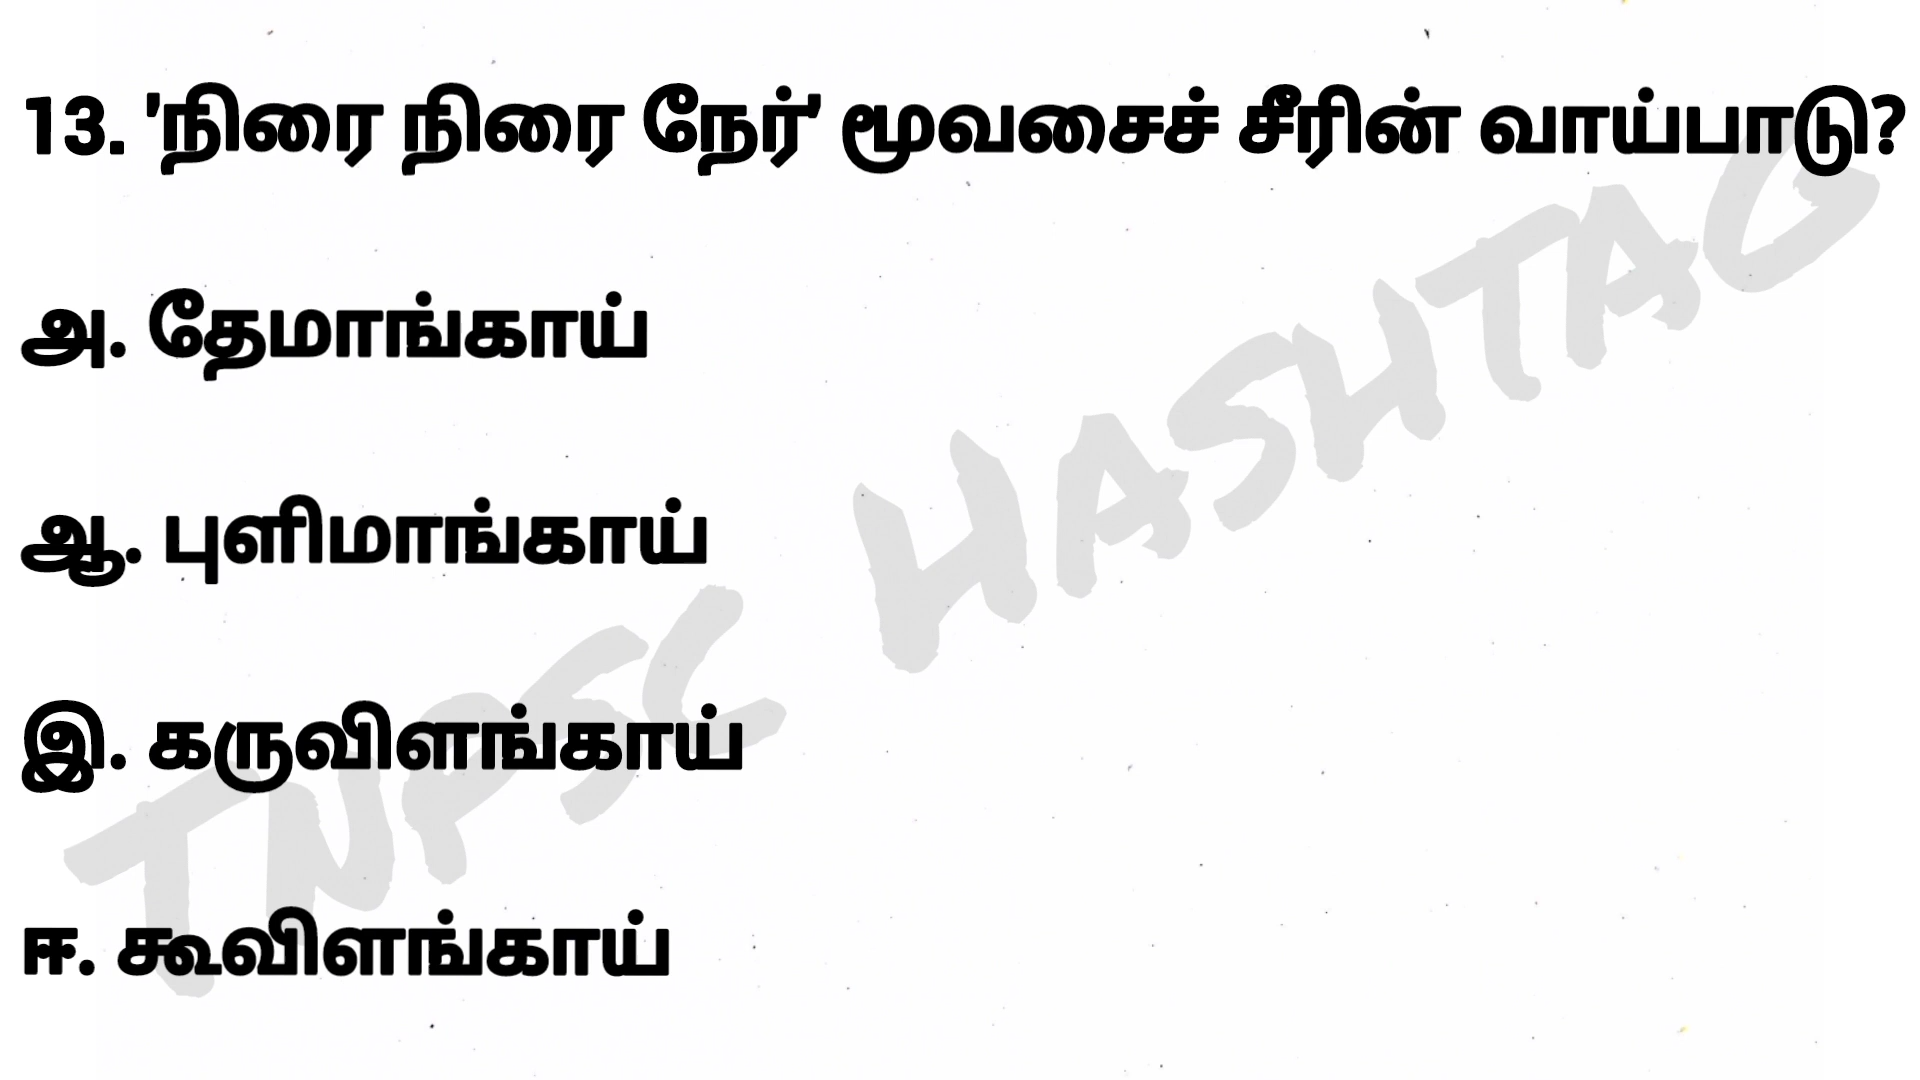 13. 'நிரை நிரை நேர்' மூவசைச் சீரின் வாய்பாடு?
அ. தேமாங்காய்
ஆ. புளிமாங்காய்
இ. கருவிளங்காய்
ஈ. கூவிளங்காய்
TNPSC HASHTAG